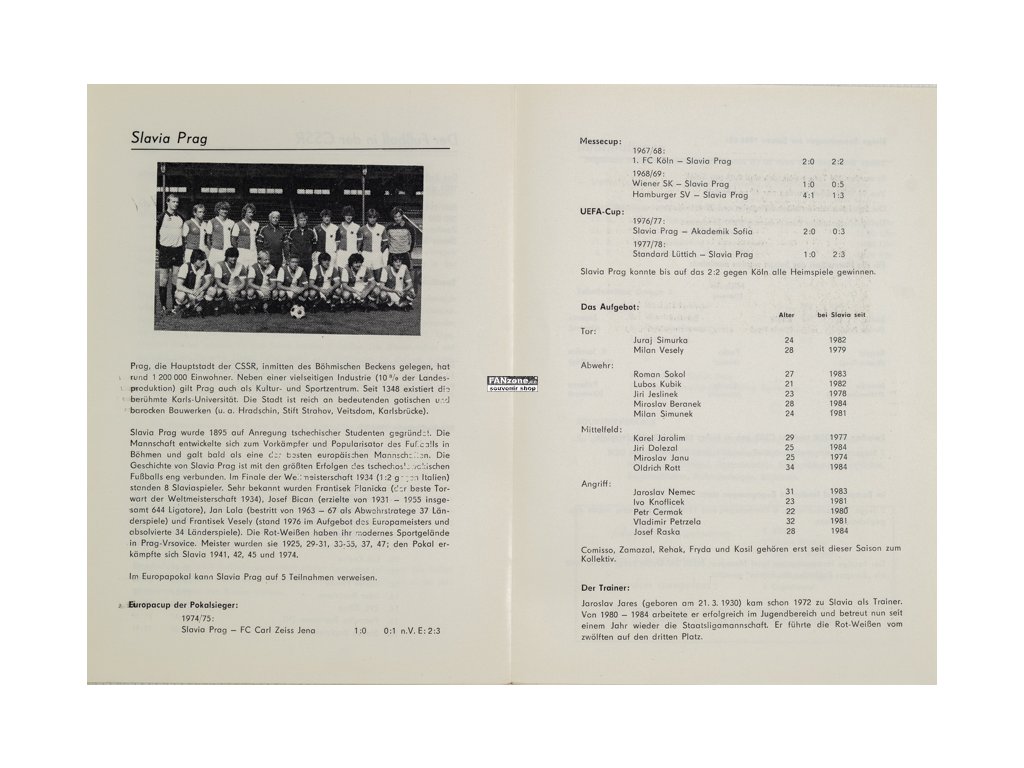 Slavia Prag
Prag, die Hauptstadt der CSSR, inmitten des Böhmischen Beckens gelegen, hat
rund 1 200 000 Einwohner. Neben einer vielseitigen Industrie (10 % der Landes-
produktion) gilt Prag auch als Kultur- und Sportzentrum. Seit 1348 existiert die
berühmte Karls-Universität. Die Stadt ist reich an bedeutenden gotischen und
barocken Bauwerken (u. a. Hradschin, Stift Strahov, Veitsdom, Karlsbrücke).
Slavia Prag wurde 1895 auf Anregung tschechischer Studenten gegründet. Die
Mannschaft entwickelte sich zum Vorkämpfer und Popularisator des Fußballs in
Böhmen und galt bald als eine der besten europäischen Mannschaften. Die
Geschichte von Slavia Prag ist mit den größten Erfolgen des tschechoslowakischen
Fußballs eng verbunden. Im Finale der Weltmeisterschaft 1934 (1:2 gegen Italien)
standen 8 Slaviaspieler. Sehr bekannt wurden Frantisek Planicka (der beste Tor-
wart der Weltmeisterschaft 1934), Josef Bican (erzielte von 1931 – 1955 insge-
samt 644 Ligatore), Jan Lala (bestritt von 1963 – 67 als Abwehrstratege 37 Län-
derspiele) und Frantisek Vesely (stand 1976 im Aufgebot des Europameisters und
absolvierte 34 Länderspiele). Die Rot-Weißen haben ihr modernes Sportgelände
in Prag-Vrsovice. Meister wurden sie 1925, 29-31, 33-35, 37, 47; den Pokal er-
kämpfte sich Slavia 1941, 42, 45 und 1974.
Im Europapokal kann Slavia Prag auf 5 Teilnahmen verweisen.
Europacup der Pokalsieger:
1974/75:
Slavia Prag – FC Carl Zeiss Jena 1:0 0:1 n.V. E: 2:3
FANzone.cz
souvenir shop
Messecup:
1967/68:
1. FC Köln – Slavia Prag 2:0 2:2
1968/69:
Wiener SK – Slavia Prag 1:0 0:5
Hamburger SV – Slavia Prag 4:1 1:3
UEFA-Cup:
1976/77:
Slavia Prag – Akademik Sofia 2:0 0:3
1977/78:
Standard Lüttich – Slavia Prag 1:0 2:3
Slavia Prag konnte bis auf das 2:2 gegen Köln alle Heimspiele gewinnen.
Das Aufgebot:
Alter bei Slavia seit
Tor:
Juraj Simurka 24 1982
Milan Vesely 28 1979
Abwehr:
Roman Sokol 27 1983
Lubos Kubik 21 1982
Jiri Jeslinek 23 1978
Miroslav Beranek 28 1984
Milan Simunek 24 1981
Mittelfeld:
Karel Jarolim 29 1977
Jiri Dolezal 25 1984
Miroslav Janu 25 1974
Oldrich Rott 34 1984
Angriff:
Jaroslav Nemec 31 1983
Ivo Knoflicek 23 1981
Petr Cermak 22 1980
Vladimir Petrzela 32 1981
Josef Raska 28 1984
Comisso, Zamazal, Rehak, Fryda und Kosil gehören erst seit dieser Saison zum
Kollektiv.
Der Trainer:
Jaroslav Jares (geboren am 21. 3. 1930) kam schon 1972 zu Slavia als Trainer.
Von 1980 – 1984 arbeitete er erfolgreich im Jugendbereich und betreut nun seit
einem Jahr wieder die Staatsligamannschaft. Er führte die Rot-Weißen vom
zwölften auf den dritten Platz.